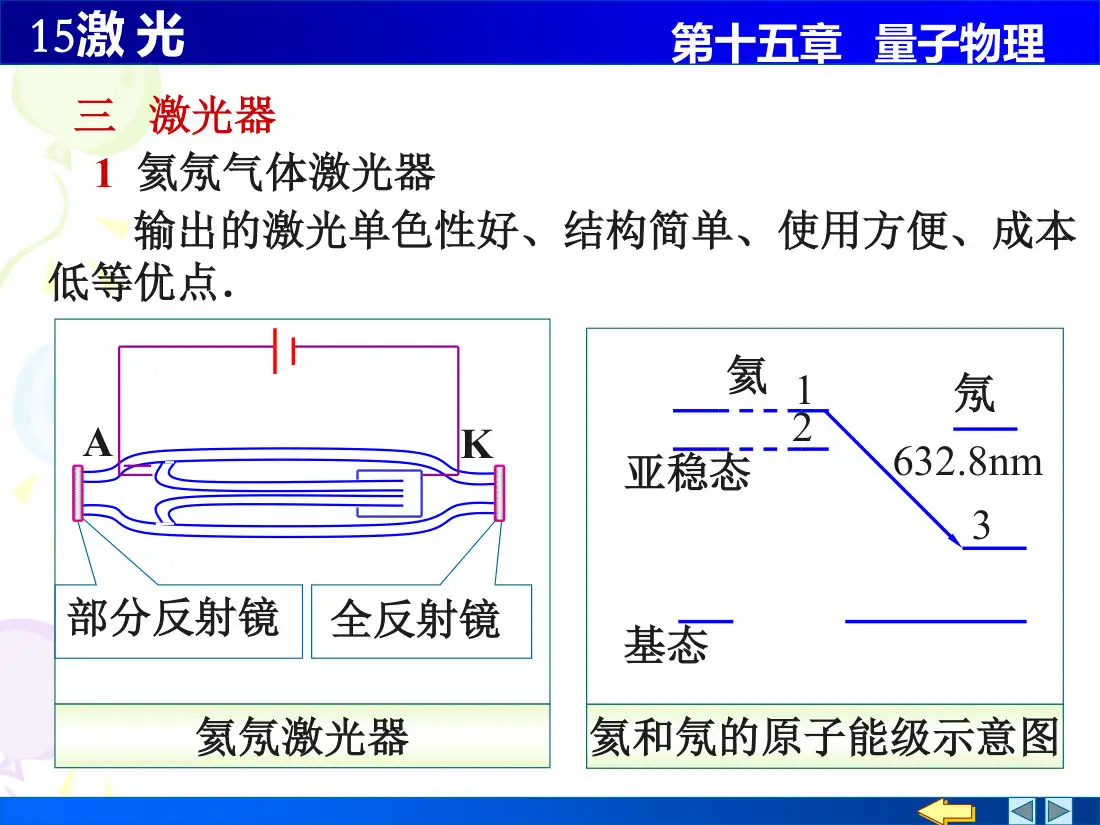 15激 光
第十五章 量子物理
三 激光器
1 氦氖气体激光器
输出的激光单色性好、结构简单、使用方便、成本
低等优点.
A
K
部分反射镜
全反射镜
氦氖激光器
氦
1
氖
2
亚稳态
632.8nm
3
基态
氦和氖的原子能级示意图